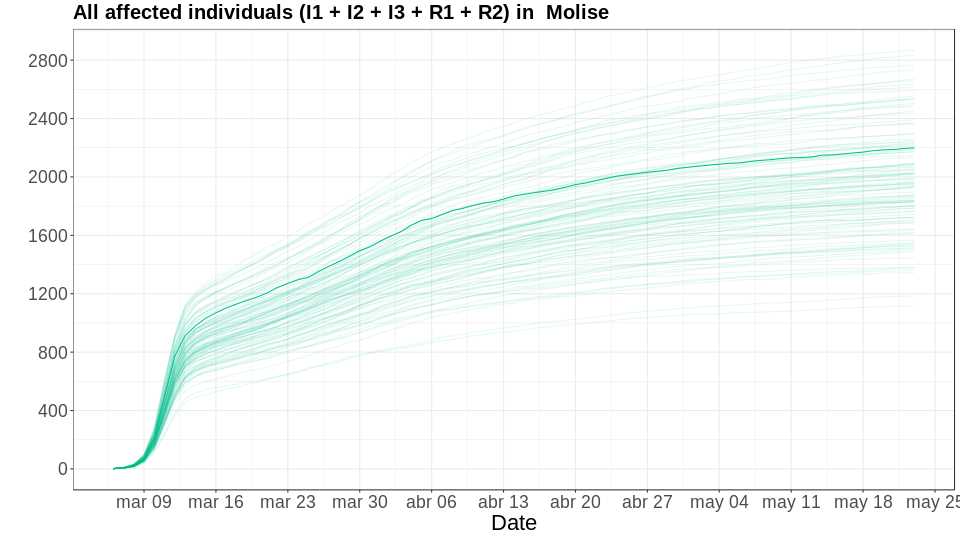 All affected individuals (I1 + I2 + I3 + R1 + R2) in  Molise
2800
2400
2000
1600
1200
800
400
0
mar 09 mar 16 mar 23 mar 30 abr 06 abr 13 abr 20 abr 27 may 04 may 11 may 18 may 25
Date